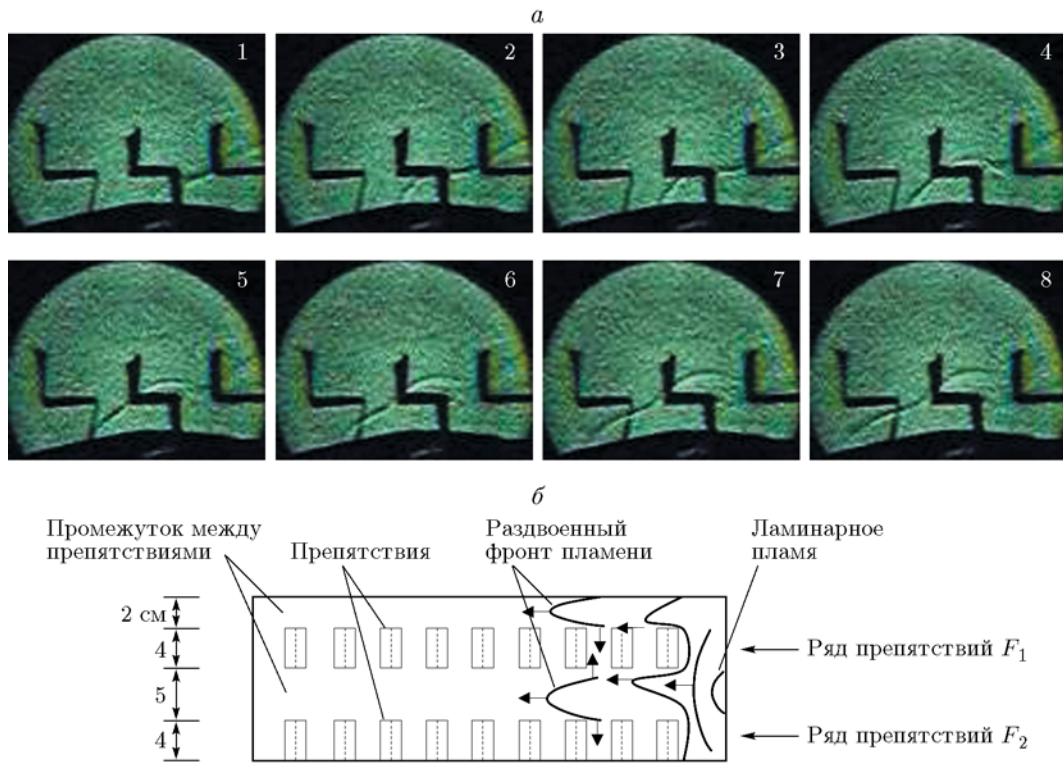 а
1
2
3
4
5
6
7
8
б
Промежуток между
препятствиями
Препятствия
Раздвоенный
фронт пламени
Ламинарное
пламя
2 см
4
5
4
Ряд препятствий F₁
Ряд препятствий F₂